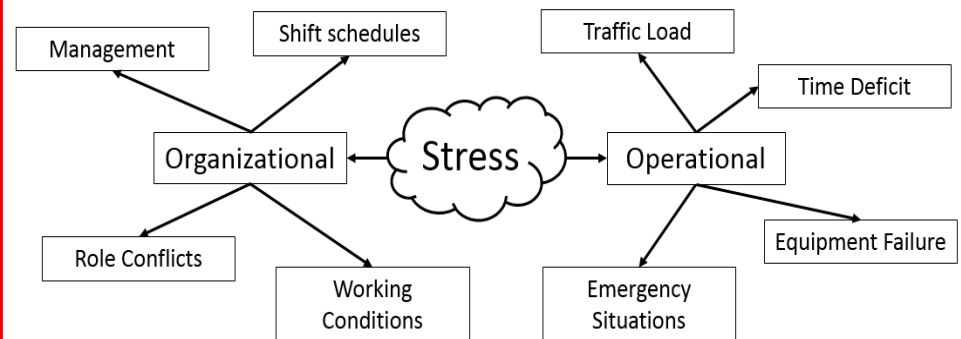 Shift schedules
Traffic Load
Management
Time Deficit
Organizational
Stress
Operational
Role Conflicts
Equipment Failure
Working
Conditions
Emergency
Situations